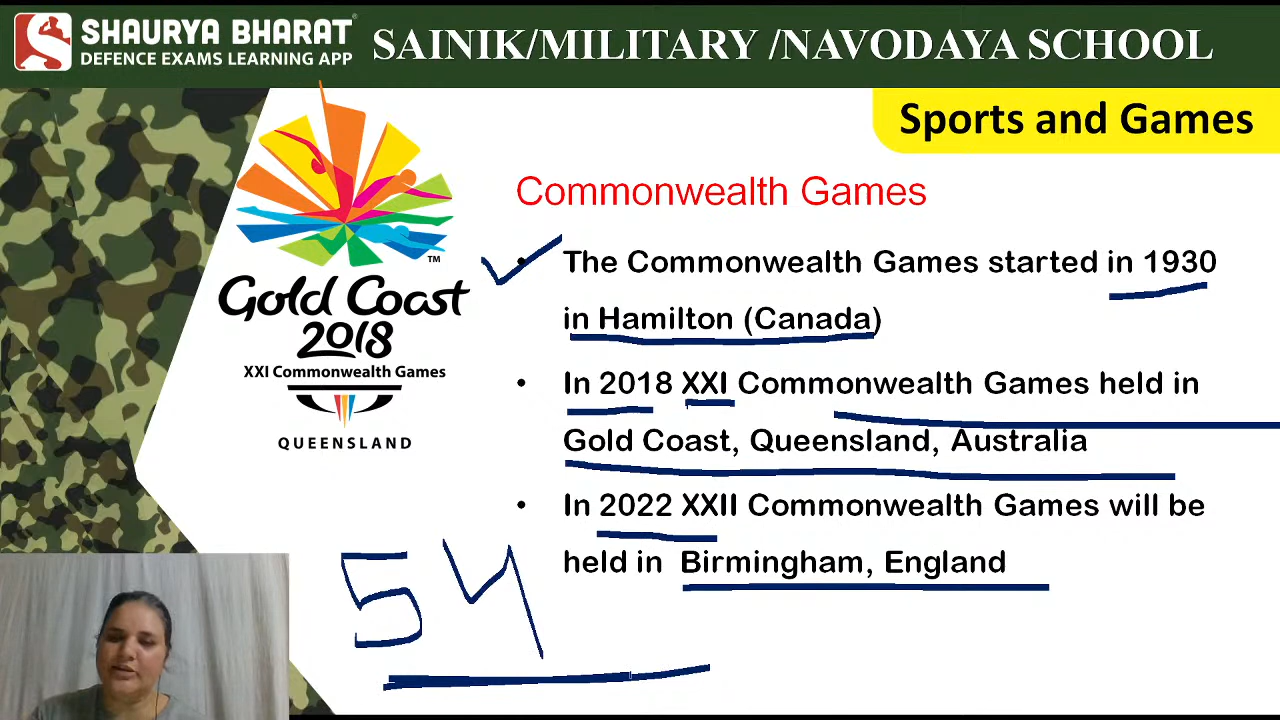 SHAURYA BHARAT
DEFENCE EXAMS LEARNING APP
SAINIK/MILITARY /NAVODAYA SCHOOL
Sports and Games
Gold Coast
2018
XXI Commonwealth Games
QUEENSLAND
TM
Commonwealth Games
• The Commonwealth Games started in 1930
in Hamilton (Canada)
• In 2018 XXI Commonwealth Games held in
Gold Coast, Queensland, Australia
• In 2022 XXII Commonwealth Games will be
held in Birmingham, England
54